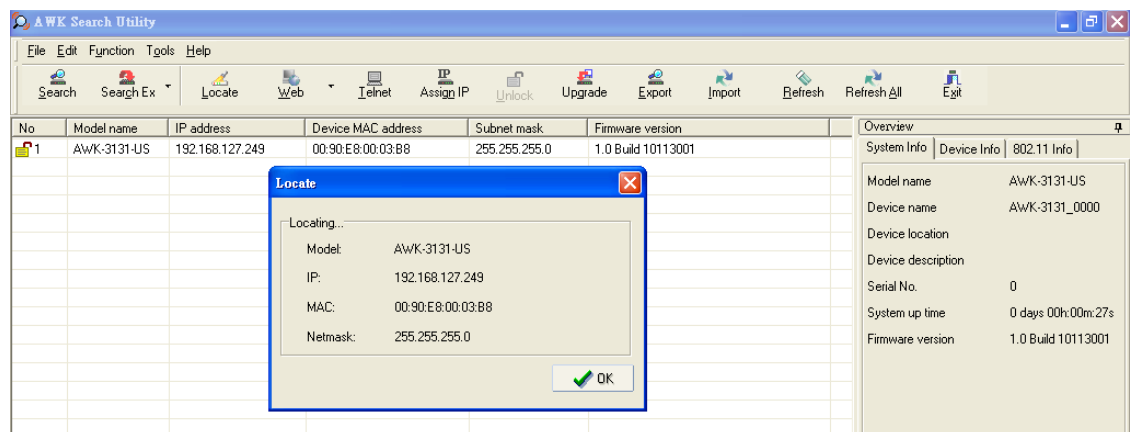 AWK Search Utility
File Edit Function Tools Help
Search Search Ex Locate Web Telnet IP Assign IP Unlock Upgrade Export Import Refresh Refresh All Exit
No Model name IP address Device MAC address Subnet mask Firmware version
1 AWK-3131-US 192.168.127.249 00:90:E8:00:03:B8 255.255.255.0 1.0 Build 10113001
Locate
Locating...
Model: AWK-3131-US
IP: 192.168.127.249
MAC: 00:90:E8:00:03:B8
Netmask: 255.255.255.0
OK
Overview
System Info Device Info 802.11 Info
Model name AWK-3131-US
Device name AWK-3131_0000
Device location
Device description
Serial No. 0
System up time 0 days 00h:00m:27s
Firmware version 1.0 Build 10113001